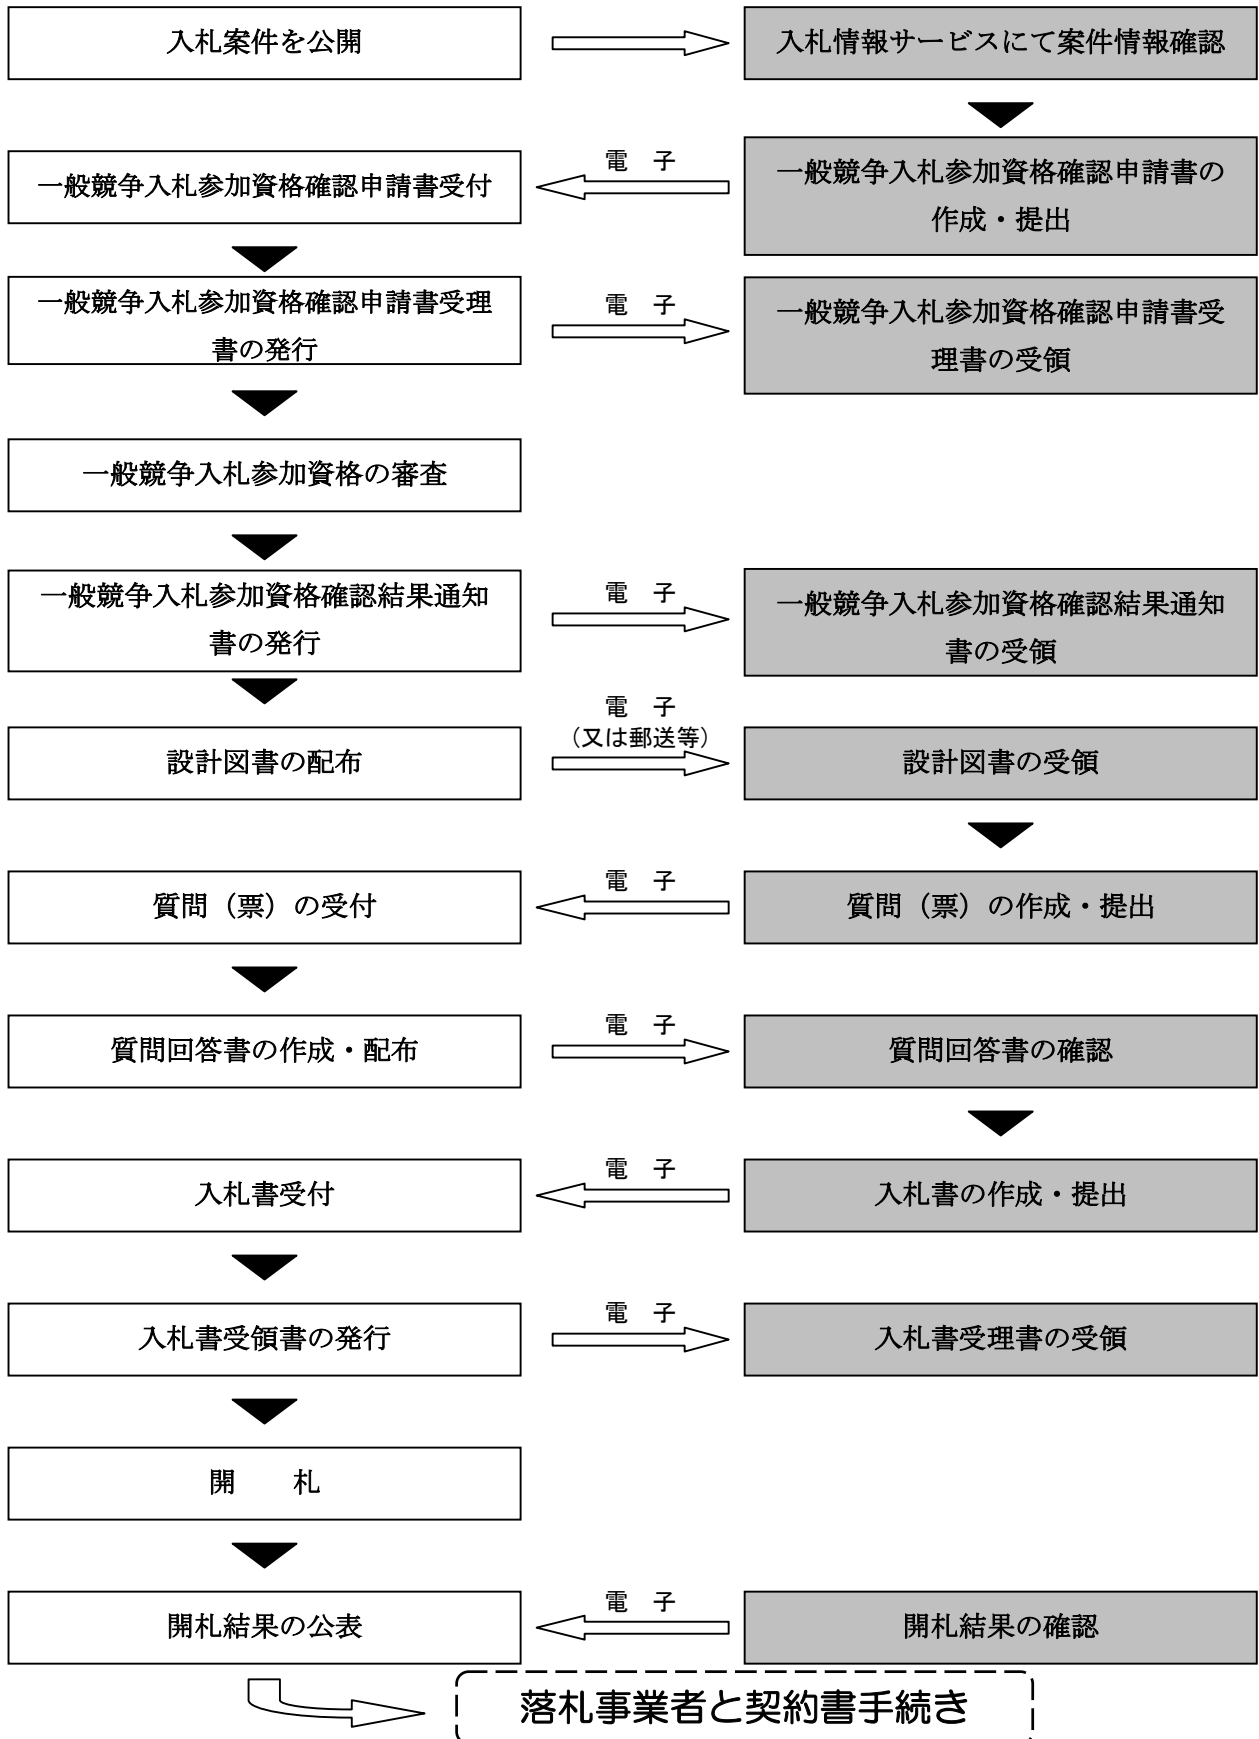 入札案件を公開
入札情報サービスにて案件情報確認
電　子
一般競争入札参加資格確認申請書受付
一般競争入札参加資格確認申請書の
作成・提出
一般競争入札参加資格確認申請書受理
書の発行
電　子
一般競争入札参加資格確認申請書受
理書の受領
一般競争入札参加資格の審査
一般競争入札参加資格確認結果通知
書の発行
電　子
一般競争入札参加資格確認結果通知
書の受領
電　子
（又は郵送等）
設計図書の配布
設計図書の受領
質問（票）の受付
電　子
質問（票）の作成・提出
質問回答書の作成・配布
電　子
質問回答書の確認
入札書受付
電　子
入札書の作成・提出
入札書受領書の発行
電　子
入札書受理書の受領
開　　札
開札結果の公表
電　子
開札結果の確認
落札事業者と契約書手続き